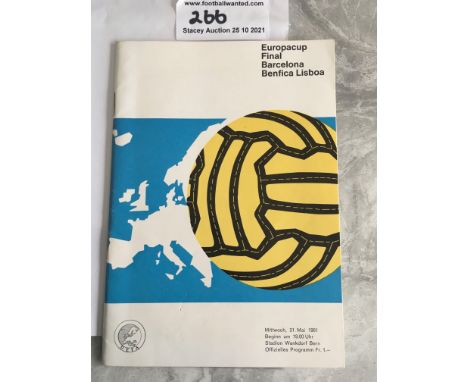 www.footballwanted.com
266
Stacey Auction 25 10 2021
Europacup
Final
Barcelona
Benfica Lisboa
Mittwoch, 31. Mai 1961
Beginn um 18.00 Uhr
Stadion Wankdorf Bern
Offizielles Programm Fr. 1.—
UEFA